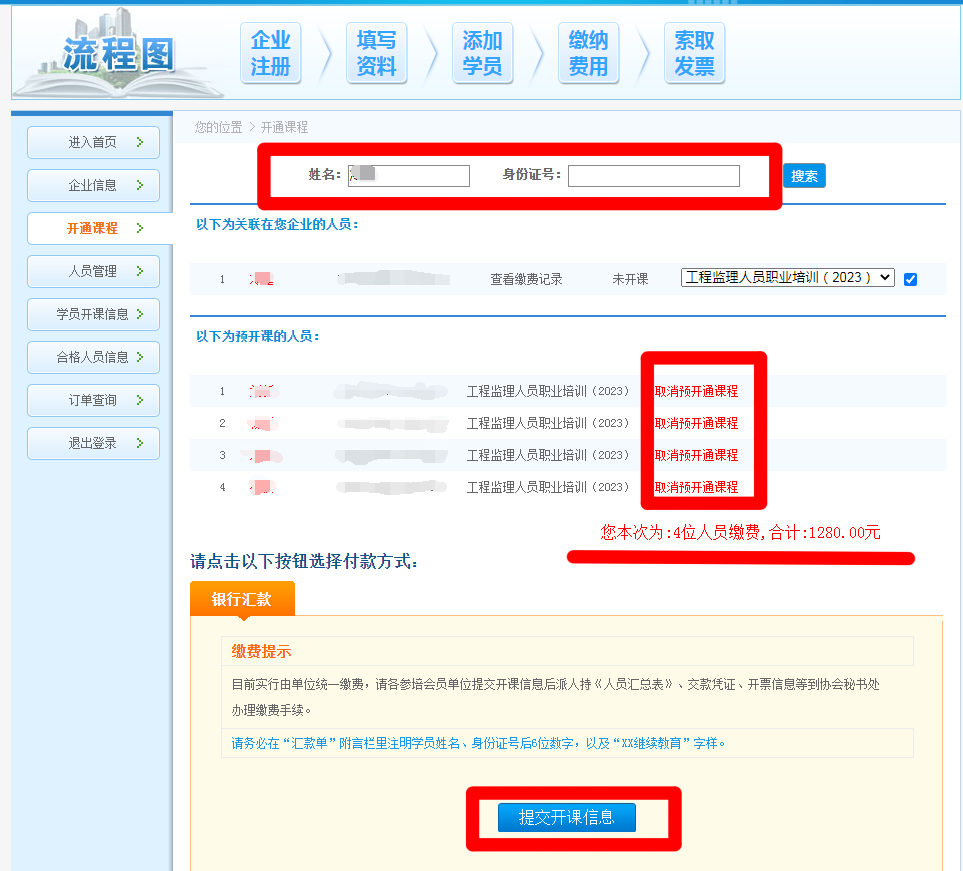 流程图
企业注册
填写资料
添加学员
缴纳费用
索取发票
进入首页
企业信息
开通课程
人员管理
学员开课信息
合格人员信息
订单查询
退出登录
您的位置 > 开通课程
姓名： 身份证号： 搜索
以下为关联在您企业的人员：
1 查看缴费记录 未开课 工程监理人员职业培训（2023）
以下为预开课的人员：
1 工程监理人员职业培训（2023） 取消预开通课程
2 工程监理人员职业培训（2023） 取消预开通课程
3 工程监理人员职业培训（2023） 取消预开通课程
4 工程监理人员职业培训（2023） 取消预开通课程
您本次为:4位人员缴费,合计:1280.00元
请点击以下按钮选择付款方式：
银行汇款
缴费提示
目前实行由单位统一缴费，请各参培会员单位提交开课信息后派人持《人员汇总表》、交款凭证、开票信息等到协会秘书处
办理缴费手续。
请务必在“汇款单”附言栏里注明学员姓名、身份证号后6位数字，以及“XX继续教育”字样。
提交开课信息